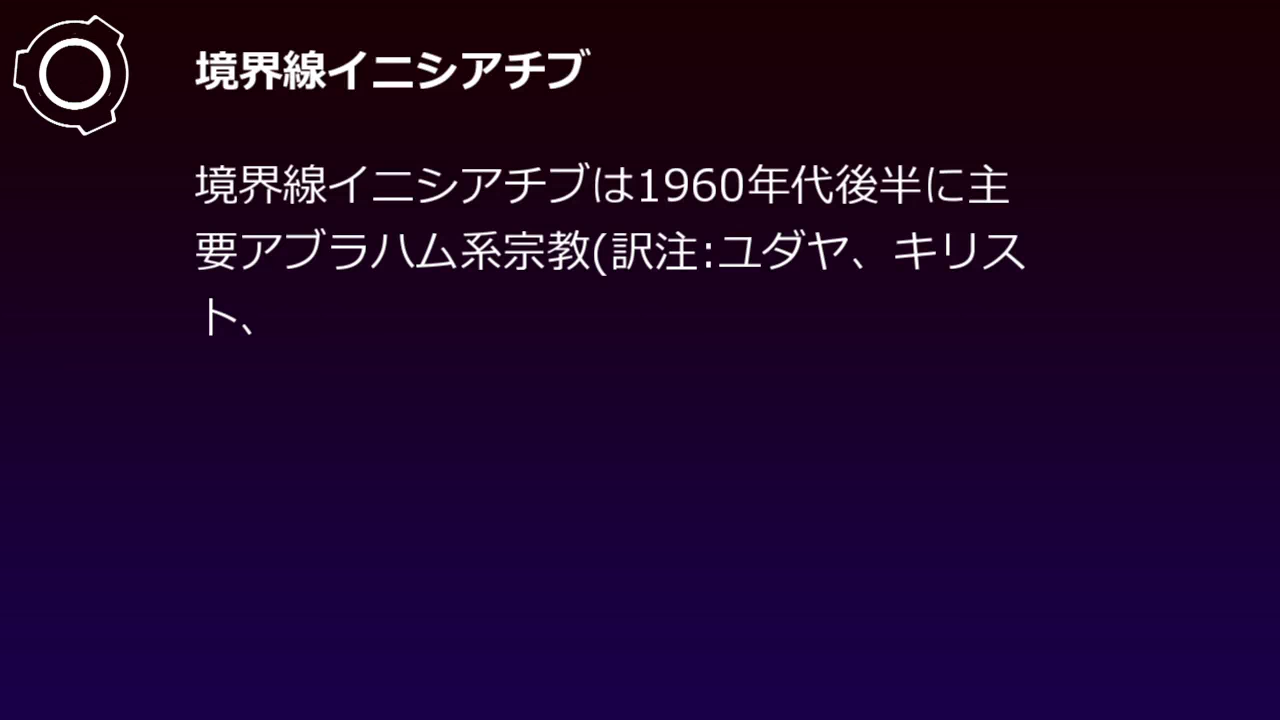 境界線イニシアチブ
境界線イニシアチブは1960年代後半に主
要アブラハム系宗教(訳注:ユダヤ、キリス
ト、